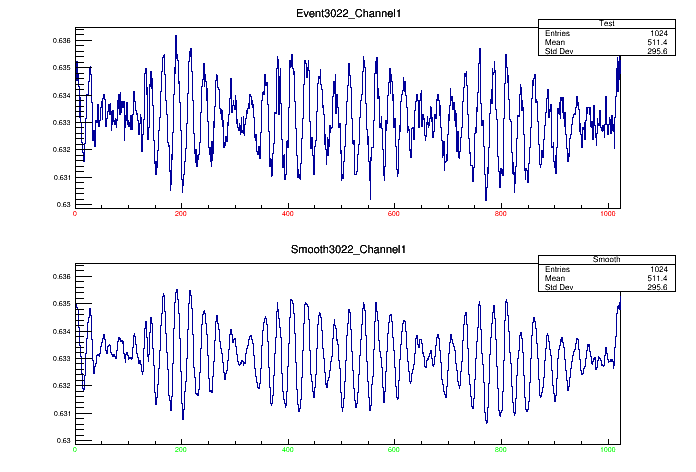 Event3022_Channel1
Test
Entries 1024
Mean 511.4
Std Dev 295.6
0.636
0.635
0.634
0.633
0.632
0.631
0.63
0 200 400 600 800 1000
Smooth3022_Channel1
Smooth
Entries 1024
Mean 511.4
Std Dev 295.6
0.636
0.635
0.634
0.633
0.632
0.631
0.63
0 200 400 600 800 1000